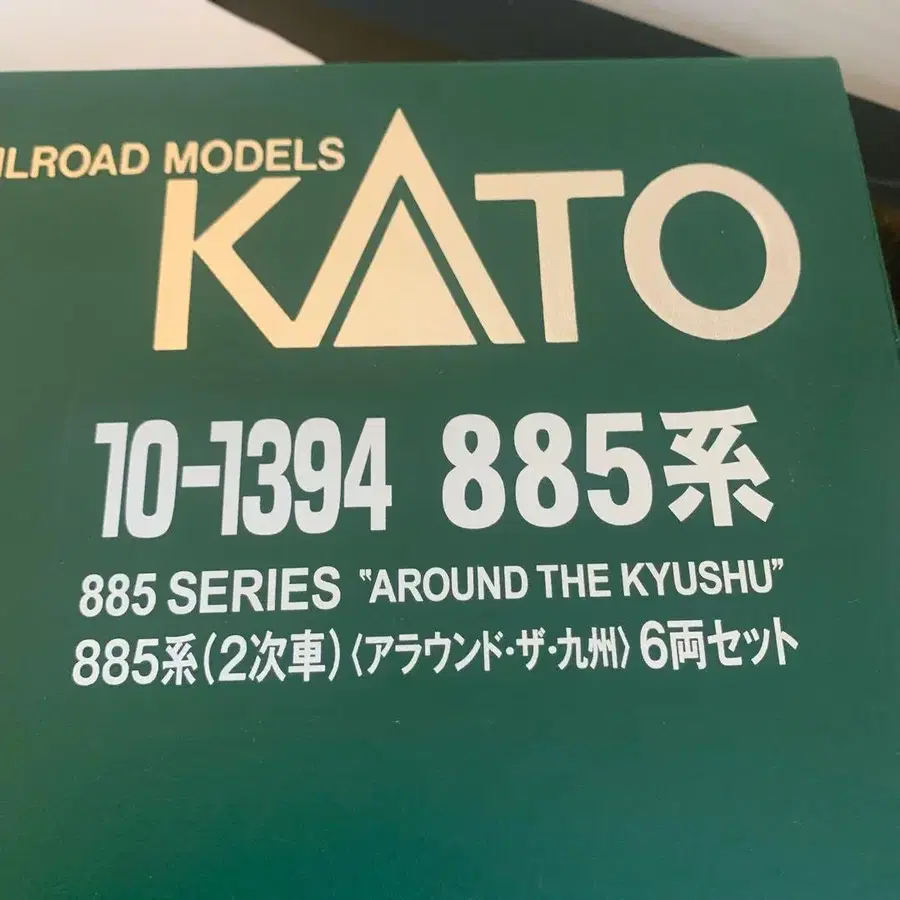 ILROAD MODELS
KATO
10-1394 885系
885 SERIES “AROUND THE KYUSHU”
885系(2次車)〈アラウンド・ザ・九州〉6両セット